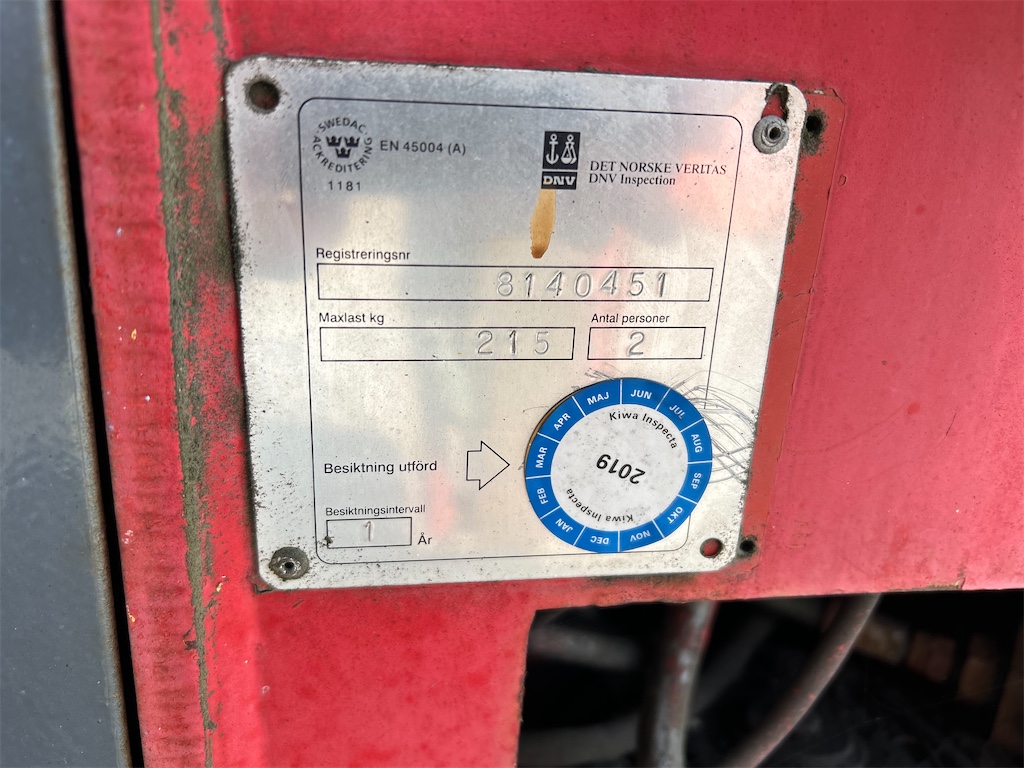 SWEDAC
ACKREDITERING
1181
EN 45004 (A)
DNV
DET NORSKE VERITAS
DNV Inspection
Registreringsnr
8140451
Maxlast kg
215
Antal personer
2
Besiktning utförd
JAN FEB MAR APR MAJ JUN JUL AUG SEP OKT NOV DEC
Kiwa Inspecta
2019
Kiwa Inspecta
Besiktningsintervall
1 År